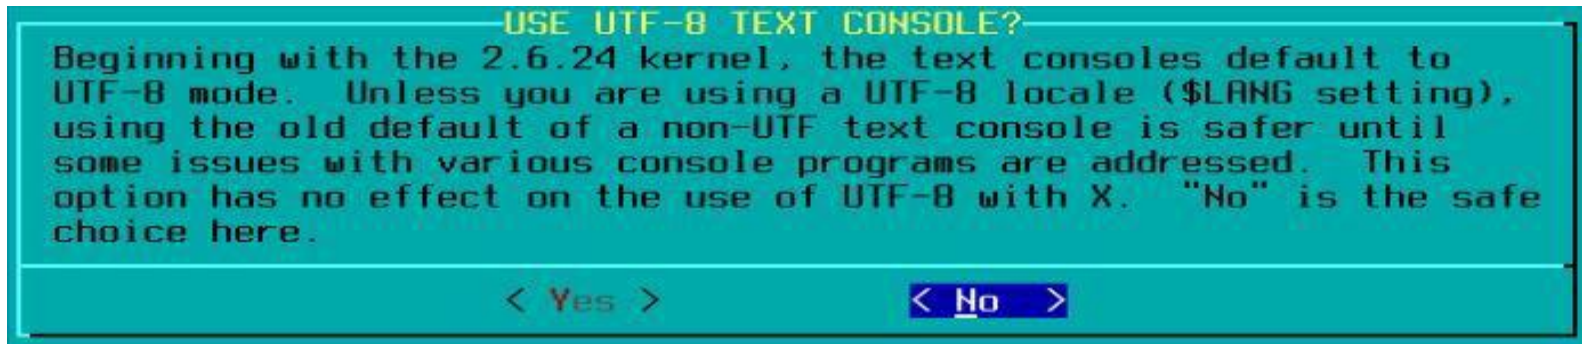 USE UTF-8 TEXT CONSOLE?
Beginning with the 2.6.24 kernel, the text consoles default to
UTF-8 mode.  Unless you are using a UTF-8 locale ($LANG setting),
using the old default of a non-UTF text console is safer until
some issues with various console programs are addressed.  This
option has no effect on the use of UTF-8 with X.  "No" is the safe
choice here.
< Yes > < No >